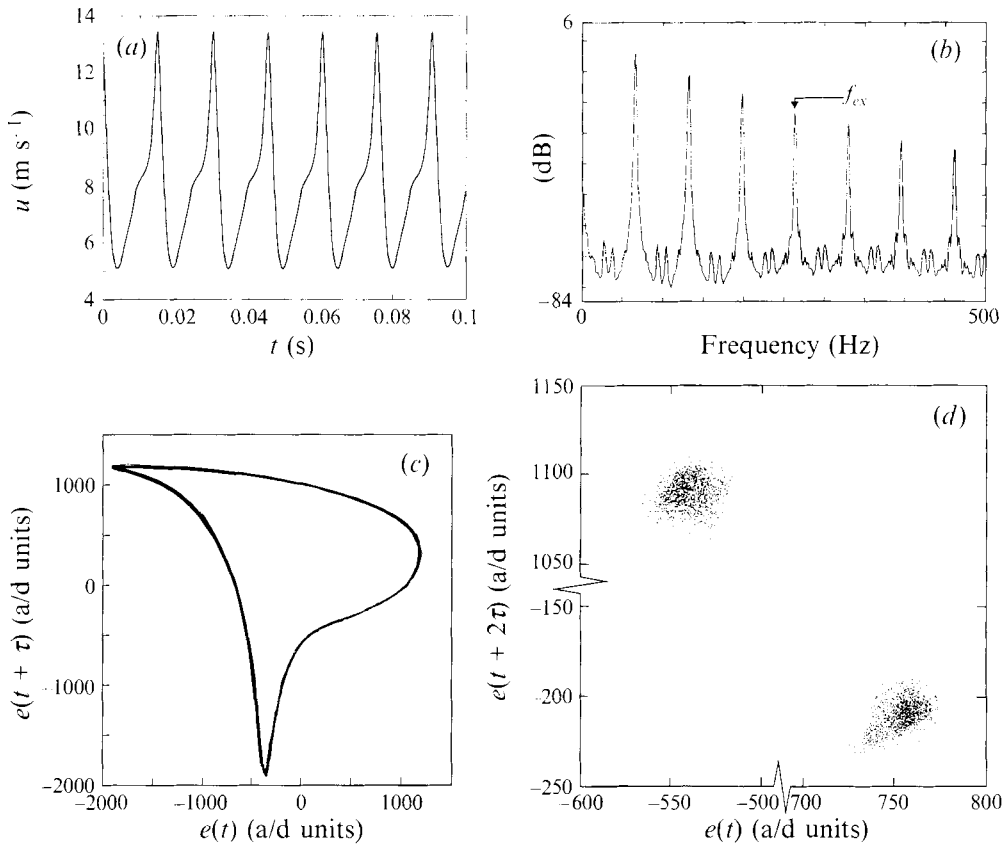 (a)
14
12
10
8
6
4
u (m s⁻¹)
0
0.02
0.04
0.06
0.08
0.1
t (s)
(b)
6
(dB)
−84
f_ex
0
500
Frequency (Hz)
(c)
1000
0
−1000
−2000
e(t + τ) (a/d units)
−2000
−1000
0
1000
e(t) (a/d units)
(d)
1150
1100
1050
−150
−200
−250
e(t + 2τ) (a/d units)
−600
−550
−500
700
750
800
e(t) (a/d units)